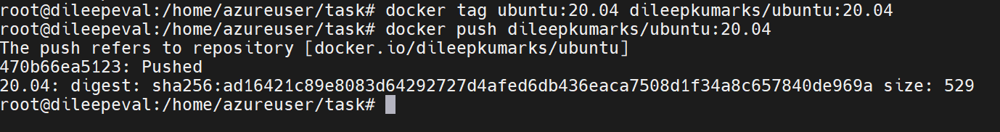 root@dileepeval:/home/azureuser/task# docker tag ubuntu:20.04 dileepkumarks/ubuntu:20.04
root@dileepeval:/home/azureuser/task# docker push dileepkumarks/ubuntu:20.04
The push refers to repository [docker.io/dileepkumarks/ubuntu]
470b66ea5123: Pushed
20.04: digest: sha256:ad16421c89e8083d64292727d4afed6db436eaca7508d1f34a8c657840de969a size: 529
root@dileepeval:/home/azureuser/task#